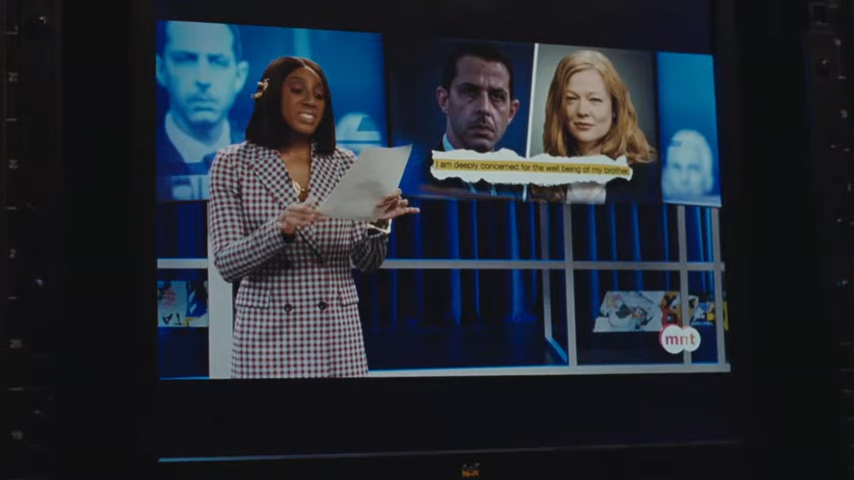 I am deeply concerned for the well being of my brother
mnt